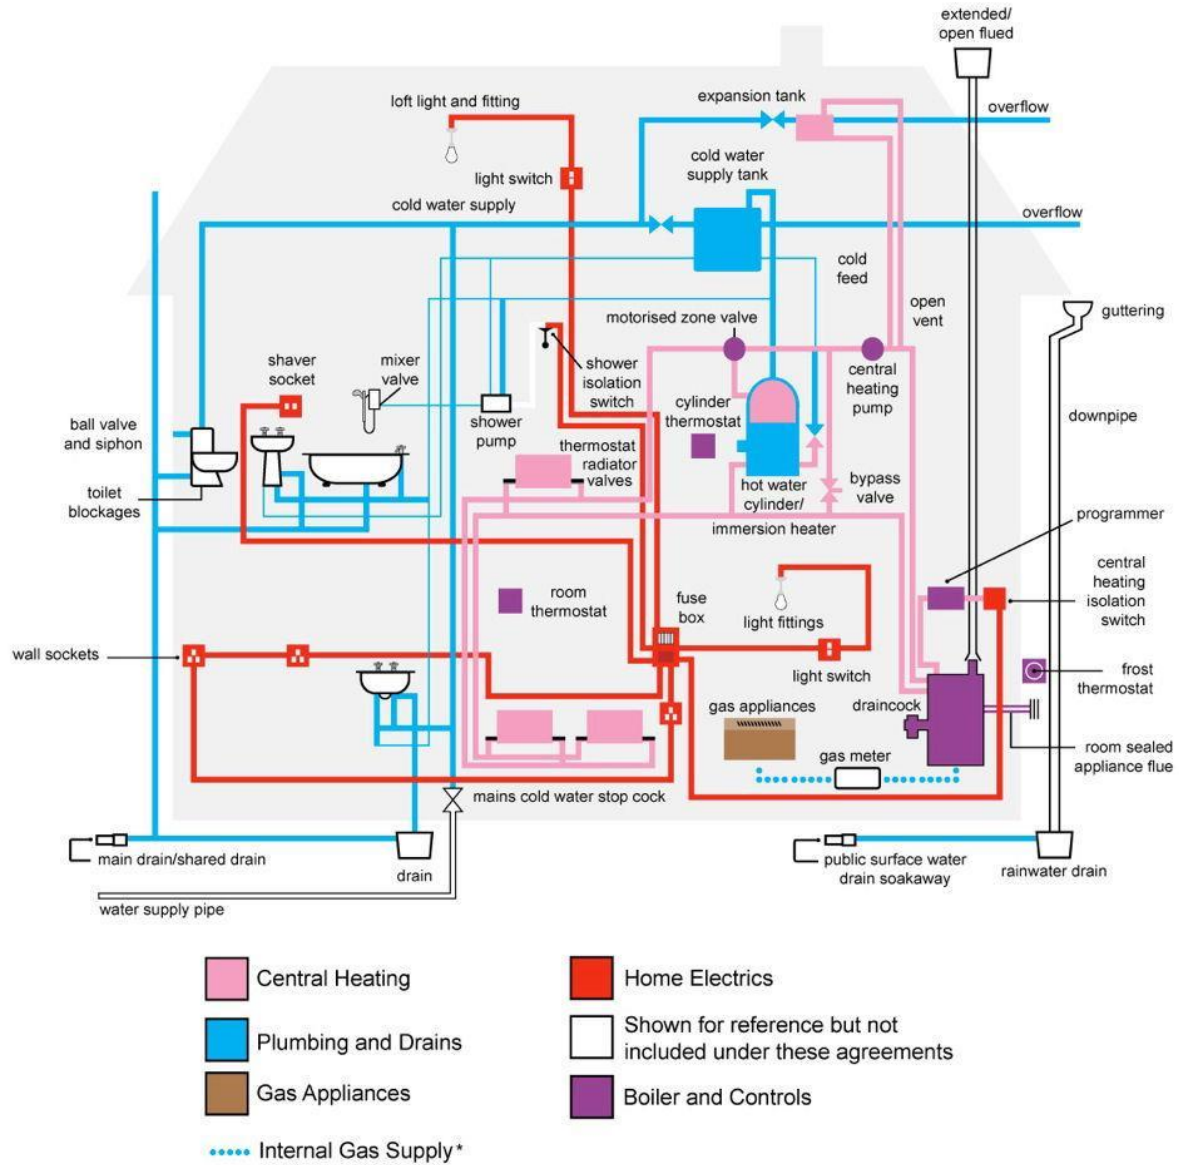 extended/
open flued
expansion tank
overflow
loft light and fitting
cold water
supply tank
light switch
cold water supply
overflow
cold
feed
open
vent
guttering
motorised zone valve
shaver
socket
mixer
valve
shower
isolation
switch
central
heating
pump
cylinder
thermostat
downpipe
ball valve
and siphon
shower
pump
thermostat
radiator
valves
toilet
blockages
hot water
cylinder/
immersion heater
bypass
valve
programmer
central
heating
isolation
switch
room
thermostat
fuse
box
light fittings
wall sockets
light switch
frost
thermostat
gas appliances
draincock
gas meter
room sealed
appliance flue
mains cold water stop cock
main drain/shared drain
drain
public surface water
drain soakaway
rainwater drain
water supply pipe
Central Heating
Home Electrics
Plumbing and Drains
Shown for reference but not
included under these agreements
Gas Appliances
Boiler and Controls
Internal Gas Supply*